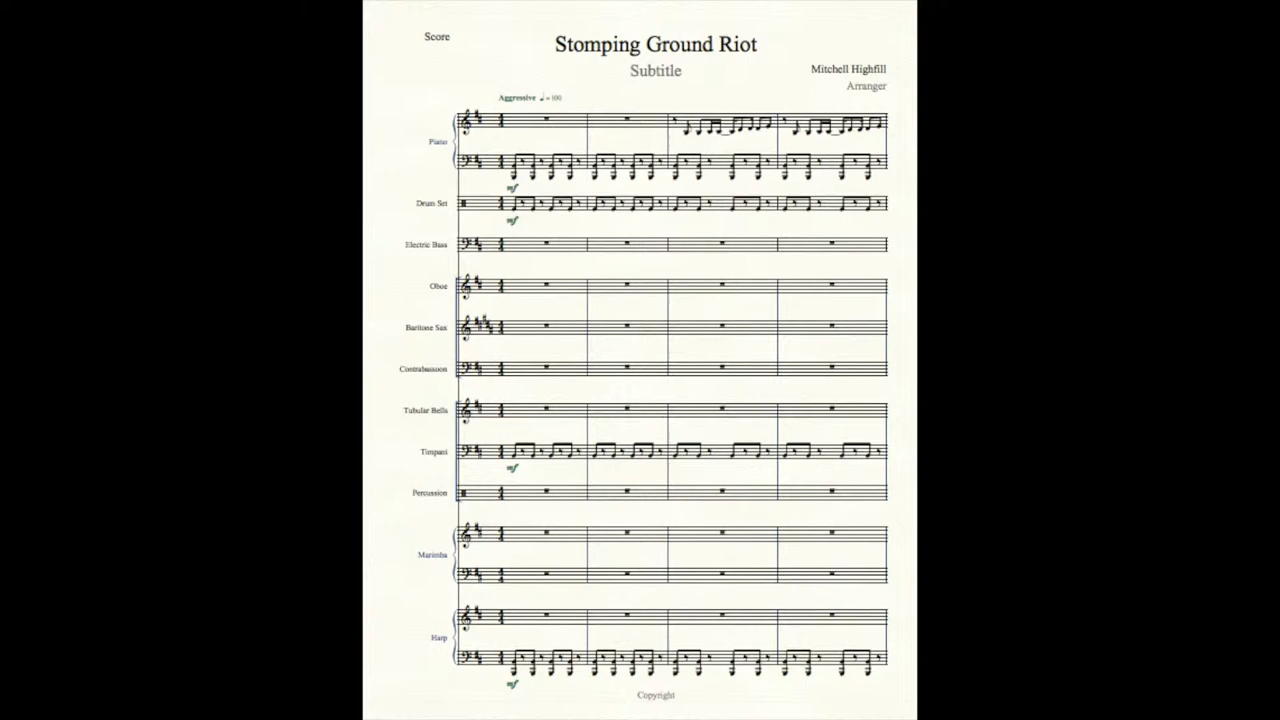 Score
Stomping Ground Riot
Subtitle
Mitchell Highfill
Arranger
Aggressive ♩ = 100
Piano
mf
Drum Set
mf
Electric Bass
Oboe
Baritone Sax
Contrabassoon
Tubular Bells
Timpani
mf
Percussion
Marimba
Harp
mf
Copyright